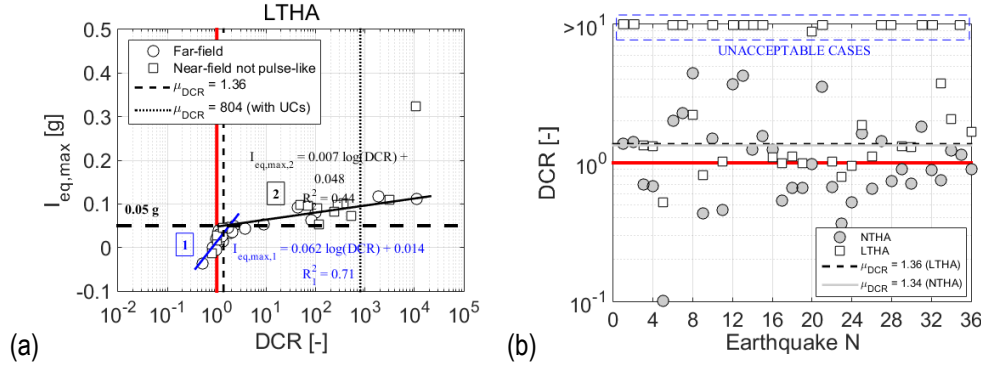 LTHA
I_eq,max [g]
0.5
0.4
0.3
0.2
0.1
0
-0.1
Far-field
Near-field not pulse-like
μ_DCR = 1.36
μ_DCR = 804 (with UCs)
I_eq,max,2 = 0.007 log(DCR) +
0.048
R_2^2 = 0.44
2
0.05 g
1
I_eq,max,1 = 0.062 log(DCR) + 0.014
R_1^2 = 0.71
10^-2 10^-1 10^0 10^1 10^2 10^3 10^4 10^5
DCR [-]
(a)
>10^1
10^0
10^-1
DCR [-]
UNACCEPTABLE CASES
NTHA
LTHA
μ_DCR = 1.36 (LTHA)
μ_DCR = 1.34 (NTHA)
0 4 8 12 16 20 24 28 32 36
Earthquake N
(b)